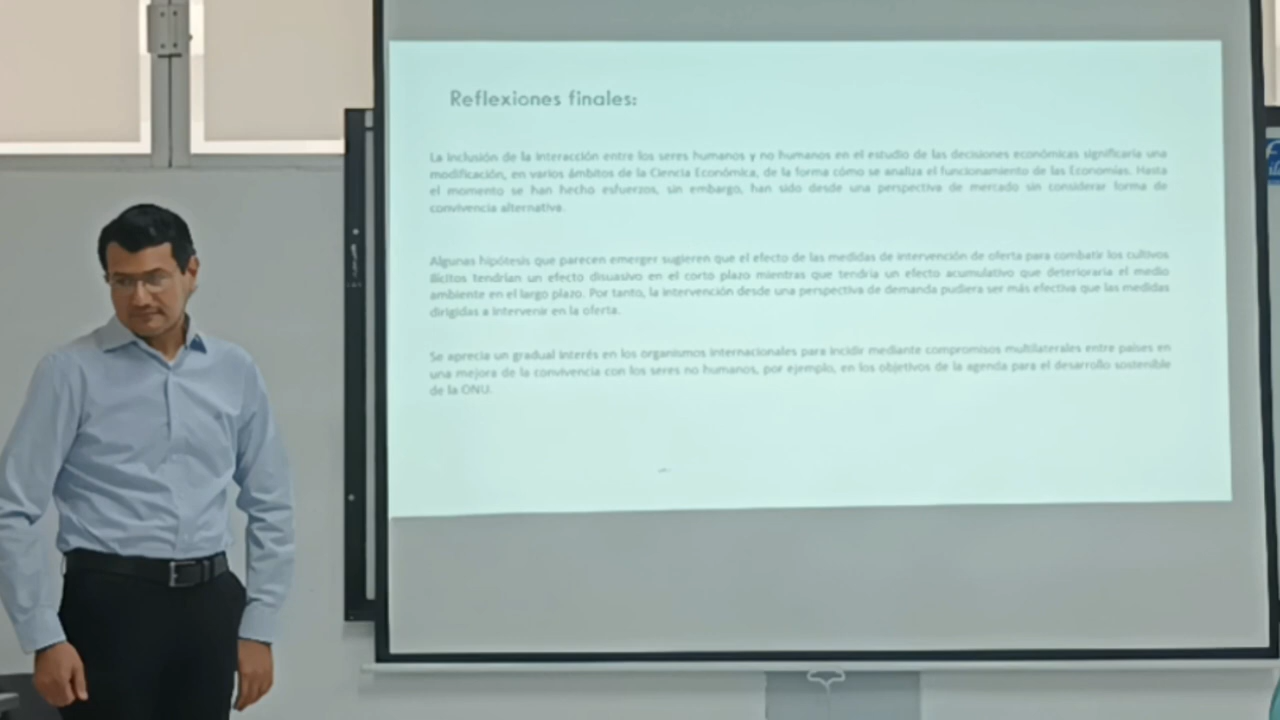 Reflexiones finales:
La inclusión de la interacción entre los seres humanos y no humanos en el estudio de las decisiones económicas significaría una
modificación, en varios ámbitos de la Ciencia Económica, de la forma cómo se analiza el funcionamiento de las Economías. Hasta
el momento se han hecho esfuerzos, sin embargo, han sido desde una perspectiva de mercado sin considerar forma de
convivencia alternativa.
Algunas hipótesis que parecen emerger sugieren que el efecto de las medidas de intervención de oferta para combatir los cultivos
ilícitos tendrían un efecto disuasivo en el corto plazo mientras que tendría un efecto acumulativo que deterioraría el medio
ambiente en el largo plazo. Por tanto, la intervención desde una perspectiva de demanda pudiera ser más efectiva que las medidas
dirigidas a intervenir en la oferta.
Se aprecia un gradual interés en los organismos internacionales para incidir mediante compromisos multilaterales entre países en
una mejora de la convivencia con los seres no humanos, por ejemplo, en los objetivos de la agenda para el desarrollo sostenible
de la ONU.